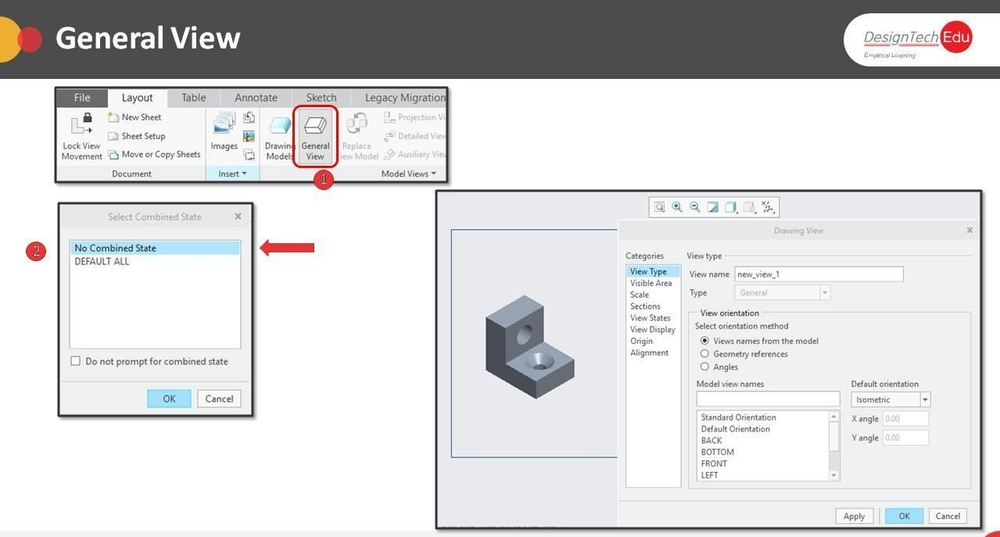 General View
DesignTech Edu
Empirical Learning
File Layout Table Annotate Sketch Legacy Migration
New Sheet
Sheet Setup
Move or Copy Sheets
Lock View
Movement
Document
Images
Insert
Drawing
Models
General
View
Replace
View Model
Projection Vi
Detailed View
Auxiliary View
Model Views
1
2
Select Combined State
No Combined State
DEFAULT ALL
Do not prompt for combined state
OK Cancel
Drawing View
Categories
View Type
Visible Area
Scale
Sections
View States
View Display
Origin
Alignment
View type
View name new_view_1
Type General
View orientation
Select orientation method
Views names from the model
Geometry references
Angles
Model view names
Standard Orientation
Default Orientation
BACK
BOTTOM
FRONT
LEFT
Default orientation
Isometric
X angle 0.00
Y angle 0.00
Apply OK Cancel